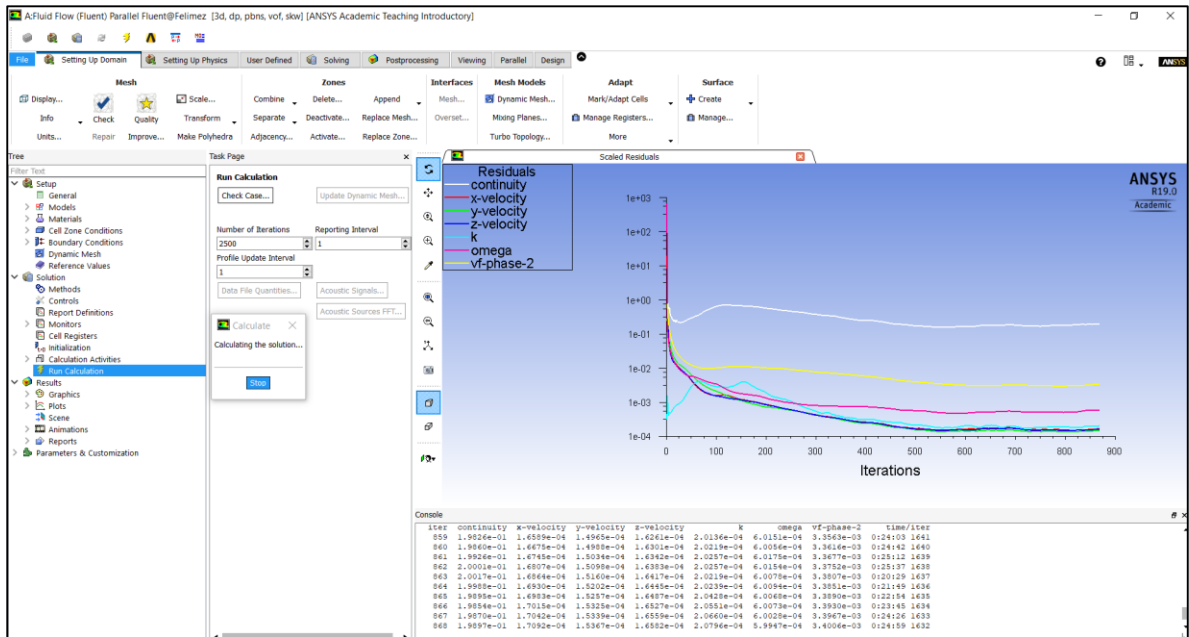 A:Fluid Flow (Fluent) Parallel Fluent@Felimez [3d, dp, pbns, vof, skw] [ANSYS Academic Teaching Introductory]
File Setting Up Domain Setting Up Physics User Defined Solving Postprocessing Viewing Parallel Design ANSYS
Mesh Zones Interfaces Mesh Models Adapt Surface
Display... Scale... Combine Delete... Append Mesh... Dynamic Mesh... Mark/Adapt Cells Create
Info Check Quality Transform Separate Deactivate... Replace Mesh... Overset... Mixing Planes... Manage Registers... Manage...
Units... Repair Improve... Make Polyhedra Adjacency... Activate... Replace Zone... Turbo Topology... More
Tree
Filter Text
Setup
General
Models
Materials
Cell Zone Conditions
Boundary Conditions
Dynamic Mesh
Reference Values
Solution
Methods
Controls
Report Definitions
Monitors
Cell Registers
Initialization
Calculation Activities
Run Calculation
Results
Graphics
Plots
Scene
Animations
Reports
Parameters & Customization
Task Page
Run Calculation
Check Case... Update Dynamic Mesh...
Number of Iterations Reporting Interval
2500 1
Profile Update Interval
1
Data File Quantities... Acoustic Signals...
Acoustic Sources FFT...
Calculate
Calculating the solution...
Stop
Scaled Residuals
Residuals
continuity
x-velocity
y-velocity
z-velocity
k
omega
vf-phase-2
ANSYS
R19.0
Academic
1e+03
1e+02
1e+01
1e+00
1e-01
1e-02
1e-03
1e-04
0 100 200 300 400 500 600 700 800 900
Iterations
Console
iter continuity x-velocity y-velocity z-velocity k omega vf-phase-2 time/iter
859 1.9826e-01 1.6589e-04 1.4965e-04 1.6261e-04 2.0136e-04 6.0151e-04 3.3563e-03 0:24:03 1641
860 1.9860e-01 1.6675e-04 1.4988e-04 1.6301e-04 2.0219e-04 6.0056e-04 3.3616e-03 0:24:42 1640
861 1.9926e-01 1.6745e-04 1.5034e-04 1.6342e-04 2.0257e-04 6.0175e-04 3.3677e-03 0:25:12 1639
862 2.0001e-01 1.6807e-04 1.5098e-04 1.6383e-04 2.0257e-04 6.0154e-04 3.3752e-03 0:25:37 1638
863 2.0017e-01 1.6864e-04 1.5160e-04 1.6417e-04 2.0219e-04 6.0078e-04 3.3807e-03 0:20:29 1637
864 1.9988e-01 1.6930e-04 1.5202e-04 1.6445e-04 2.0239e-04 6.0094e-04 3.3851e-03 0:21:49 1636
865 1.9895e-01 1.6983e-04 1.5257e-04 1.6487e-04 2.0428e-04 6.0068e-04 3.3890e-03 0:22:54 1635
866 1.9854e-01 1.7015e-04 1.5325e-04 1.6527e-04 2.0551e-04 6.0073e-04 3.3930e-03 0:23:45 1634
867 1.9870e-01 1.7042e-04 1.5339e-04 1.6559e-04 2.0660e-04 6.0028e-04 3.3967e-03 0:24:26 1633
868 1.9897e-01 1.7092e-04 1.5367e-04 1.6582e-04 2.0796e-04 5.9947e-04 3.4006e-03 0:24:59 1632